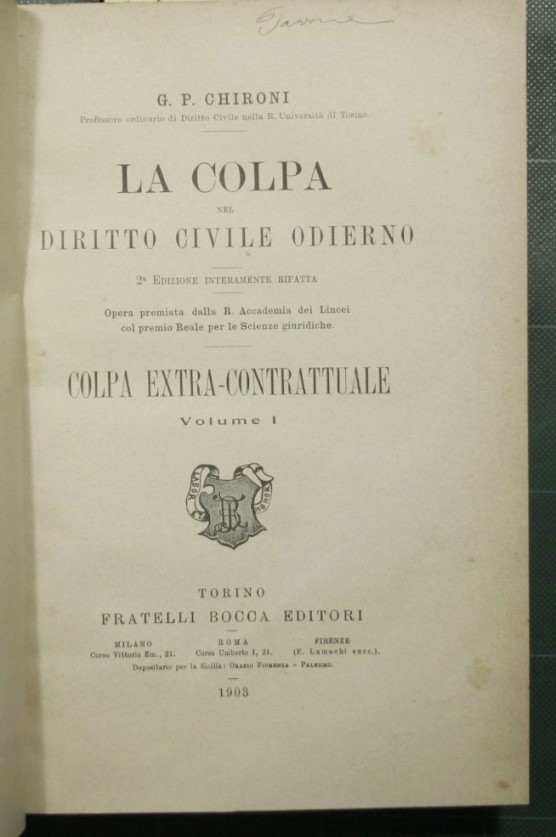 G. P. CHIRONI
Professore ordinario di Diritto Civile nella R. Università di Torino.
LA COLPA
NEL
DIRITTO CIVILE ODIERNO
2ª EDIZIONE INTERAMENTE RIFATTA
Opera premiata dalla R. Accademia dei Lincei
col premio Reale per le Scienze giuridiche.
COLPA EXTRA-CONTRATTUALE
Volume I
LABOR ET HONOR
TORINO
FRATELLI BOCCA EDITORI
MILANO ROMA FIRENZE
Corso Vittorio Em., 21. Corso Umberto I, 21. (F. Lumachi succ.).
Depositario per la Sicilia: ORAZIO FIORENZA - PALERMO.
1903